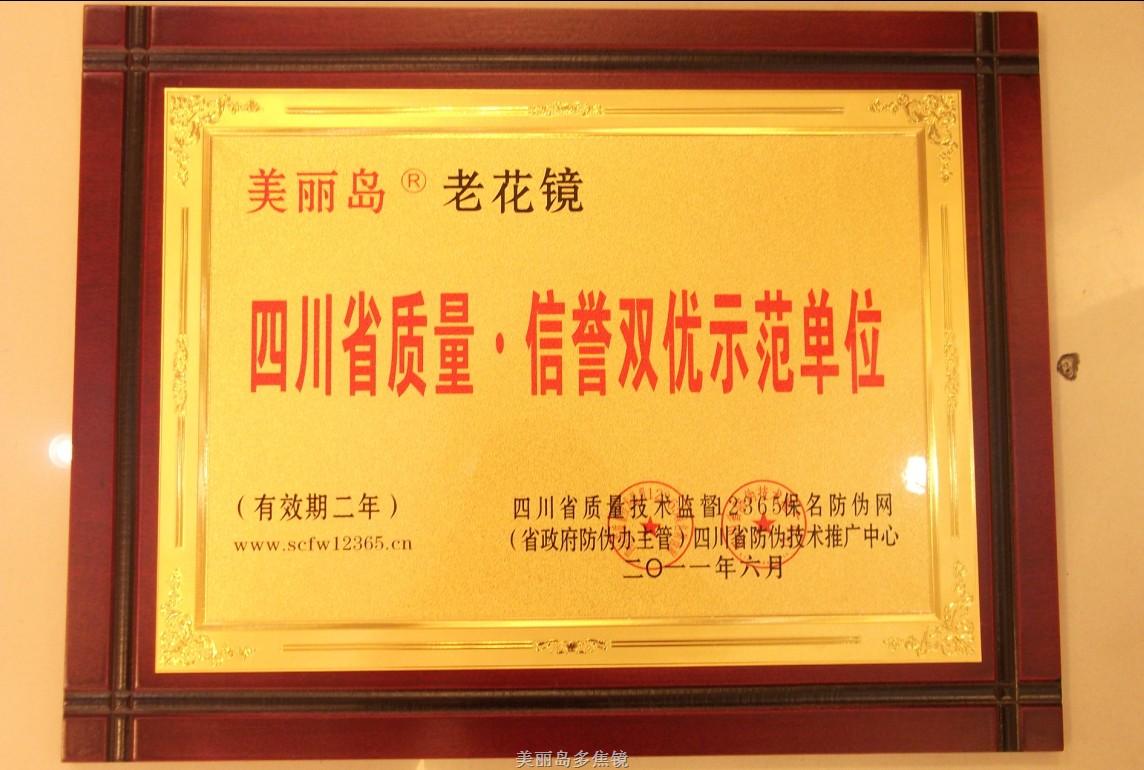 美丽岛®老花镜
四川省质量·信誉双优示范单位
(有效期二年)
www.scfw12365.cn
四川省质量技术监督12365保名防伪网
(省政府防伪办主管)四川省防伪技术推广中心
二〇一一年六月
美丽岛多焦镜